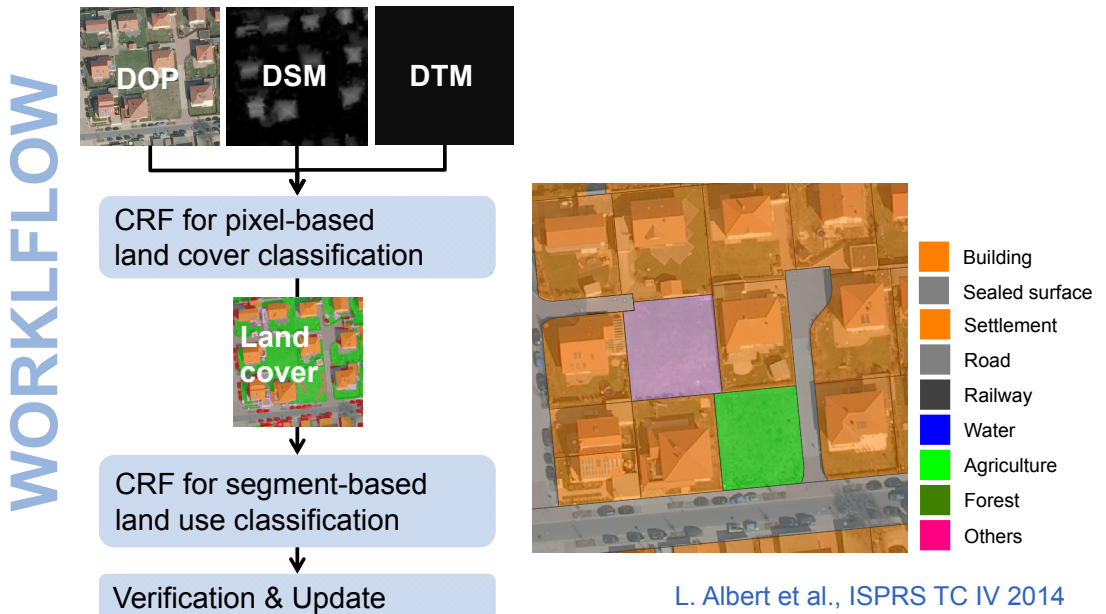 WORKLFLOW
DOP
DSM
DTM
CRF for pixel-based
land cover classification
Land
cover
CRF for segment-based
land use classification
Verification & Update
Building
Sealed surface
Settlement
Road
Railway
Water
Agriculture
Forest
Others
L. Albert et al., ISPRS TC IV 2014